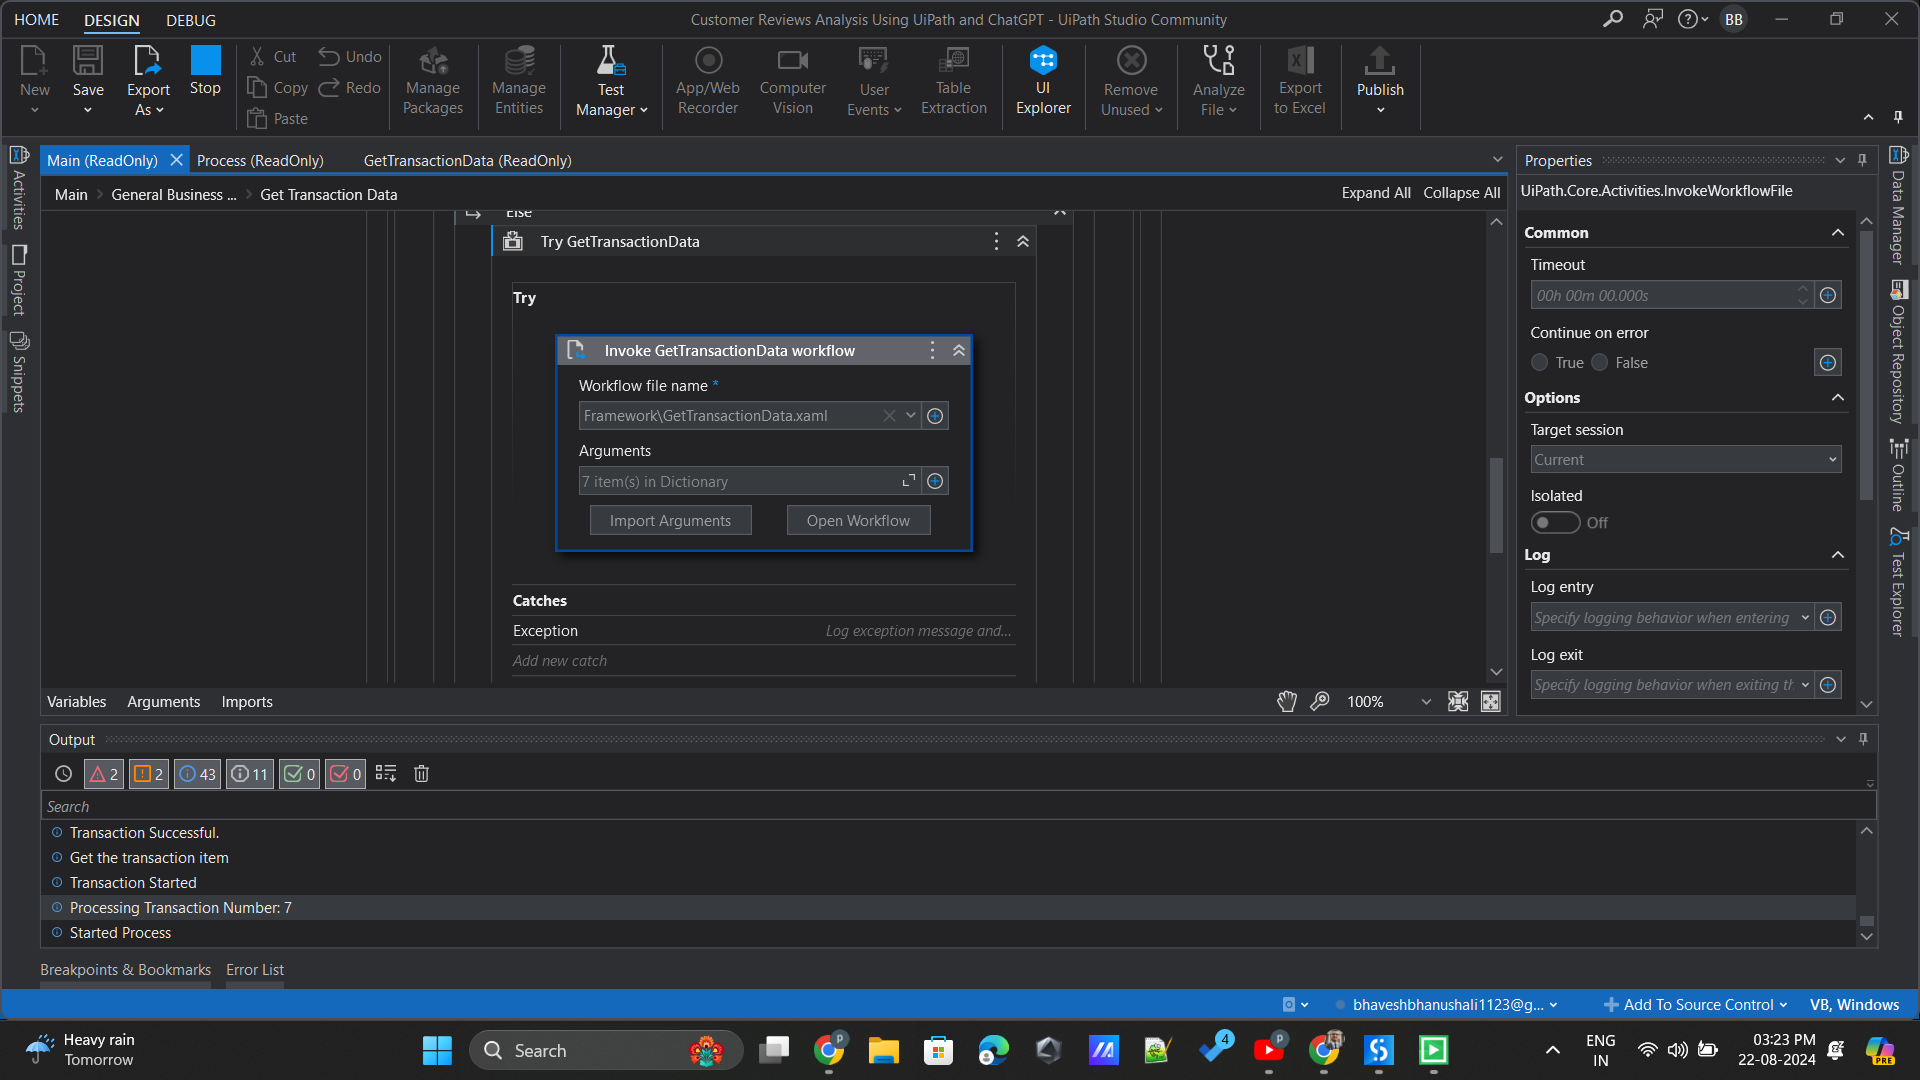 HOME DESIGN DEBUG
Customer Reviews Analysis Using UiPath and ChatGPT - UiPath Studio Community
BB
New
Save
Export As
Stop
Cut
Copy
Paste
Undo
Redo
Manage Packages
Manage Entities
Test Manager
App/Web Recorder
Computer Vision
User Events
Table Extraction
UI Explorer
Remove Unused
Analyze File
Export to Excel
Publish
Activities
Project
Snippets
Main (ReadOnly)
Process (ReadOnly)
GetTransactionData (ReadOnly)
Main > General Business ... > Get Transaction Data
Expand All Collapse All
Else
Try GetTransactionData
Try
Invoke GetTransactionData workflow
Workflow file name *
Framework\GetTransactionData.xaml
Arguments
7 item(s) in Dictionary
Import Arguments
Open Workflow
Catches
Exception
Log exception message and...
Add new catch
Variables Arguments Imports
100%
Properties
UiPath.Core.Activities.InvokeWorkflowFile
Common
Timeout
00h 00m 00.000s
Continue on error
True False
Options
Target session
Current
Isolated
Off
Log
Log entry
Specify logging behavior when entering
Log exit
Specify logging behavior when exiting th
Data Manager
Object Repository
Outline
Test Explorer
Output
2 2 43 11 0 0
Search
Transaction Successful.
Get the transaction item
Transaction Started
Processing Transaction Number: 7
Started Process
Breakpoints & Bookmarks Error List
bhaveshbhanushali1123@g...
Add To Source Control
VB, Windows
Heavy rain
Tomorrow
Search
P
4
P
ENG
IN
03:23 PM
22-08-2024
PRE